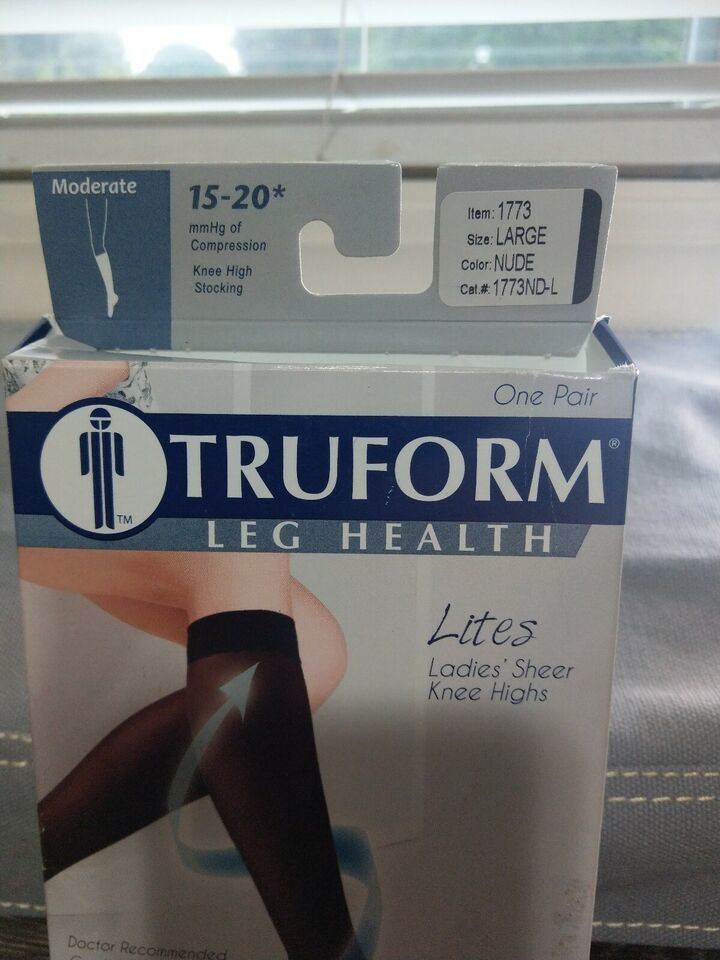 Moderate
15-20*
mmHg of
Compression
Knee High
Stocking
Item: 1773
Size: LARGE
Color: NUDE
Cat.#: 1773ND-L
One Pair
TRUFORM®
TM
LEG HEALTH
Lites
Ladies' Sheer
Knee Highs
Doctor Recommended